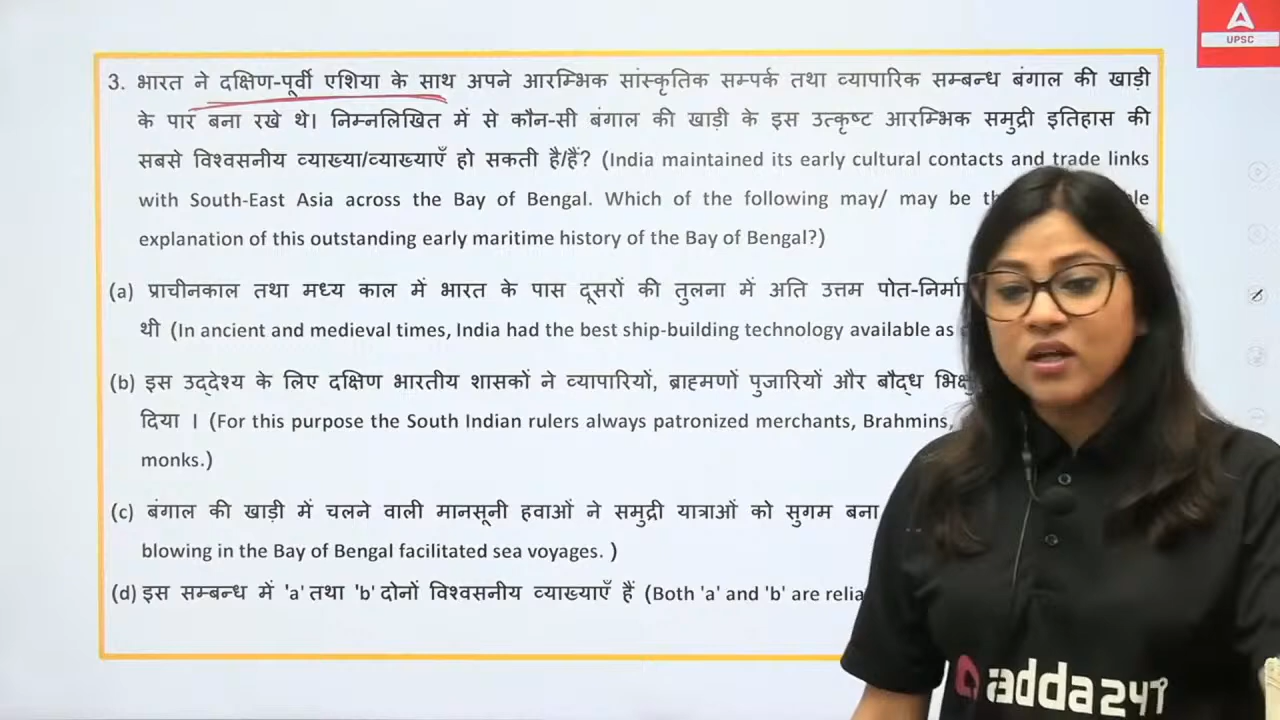 3. भारत ने दक्षिण-पूर्वी एशिया के साथ अपने आरम्भिक सांस्कृतिक सम्पर्क तथा व्यापारिक सम्बन्ध बंगाल की खाड़ी
के पार बना रखे थे। निम्नलिखित में से कौन-सी बंगाल की खाड़ी के इस उत्कृष्ट आरम्भिक समुद्री इतिहास की
सबसे विश्वसनीय व्याख्या/व्याख्याएँ हो सकती है/हैं? (India maintained its early cultural contacts and trade links
with South-East Asia across the Bay of Bengal. Which of the following may/ may be
explanation of this outstanding early maritime history of the Bay of Bengal?)
(a) प्राचीनकाल तथा मध्य काल में भारत के पास दूसरों की तुलना में अति उत्तम
थी (In ancient and medieval times, India had the best ship-building technology available as
(b) इस उद्देश्य के लिए दक्षिण भारतीय शासकों ने व्यापारियों, ब्राह्मणों पुजारियों और बौद्ध
दिया । (For this purpose the South Indian rulers always patronized merchants, Brahmins,
monks.)
(c) बंगाल की खाड़ी में चलने वाली मानसूनी हवाओं ने समुद्री यात्राओं को सुगम बना
blowing in the Bay of Bengal facilitated sea voyages. )
(d) इस सम्बन्ध में 'a' तथा 'b' दोनों विश्वसनीय व्याख्याएँ हैं (Both 'a' and 'b' are
UPSC
adda247